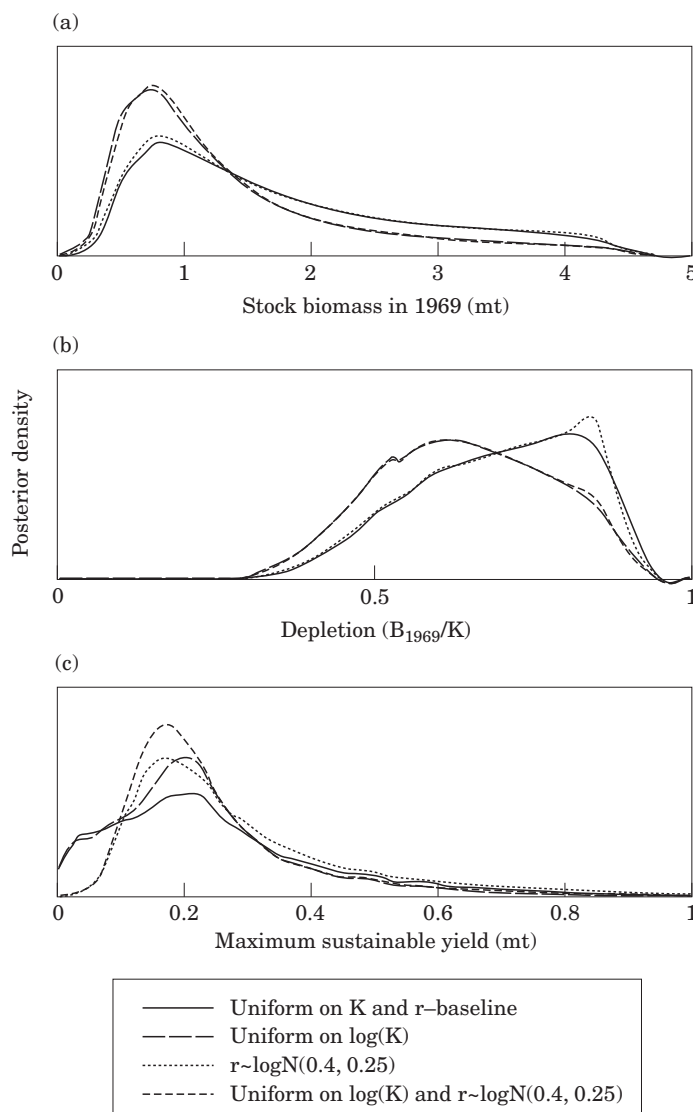 (a)
0 1 2 3 4 5
Stock biomass in 1969 (mt)
(b)
Posterior density
0 0.5 1
Depletion (B₁₉₆₉/K)
(c)
0 0.2 0.4 0.6 0.8 1
Maximum sustainable yield (mt)
Uniform on K and r–baseline
Uniform on log(K)
r~logN(0.4, 0.25)
Uniform on log(K) and r~logN(0.4, 0.25)